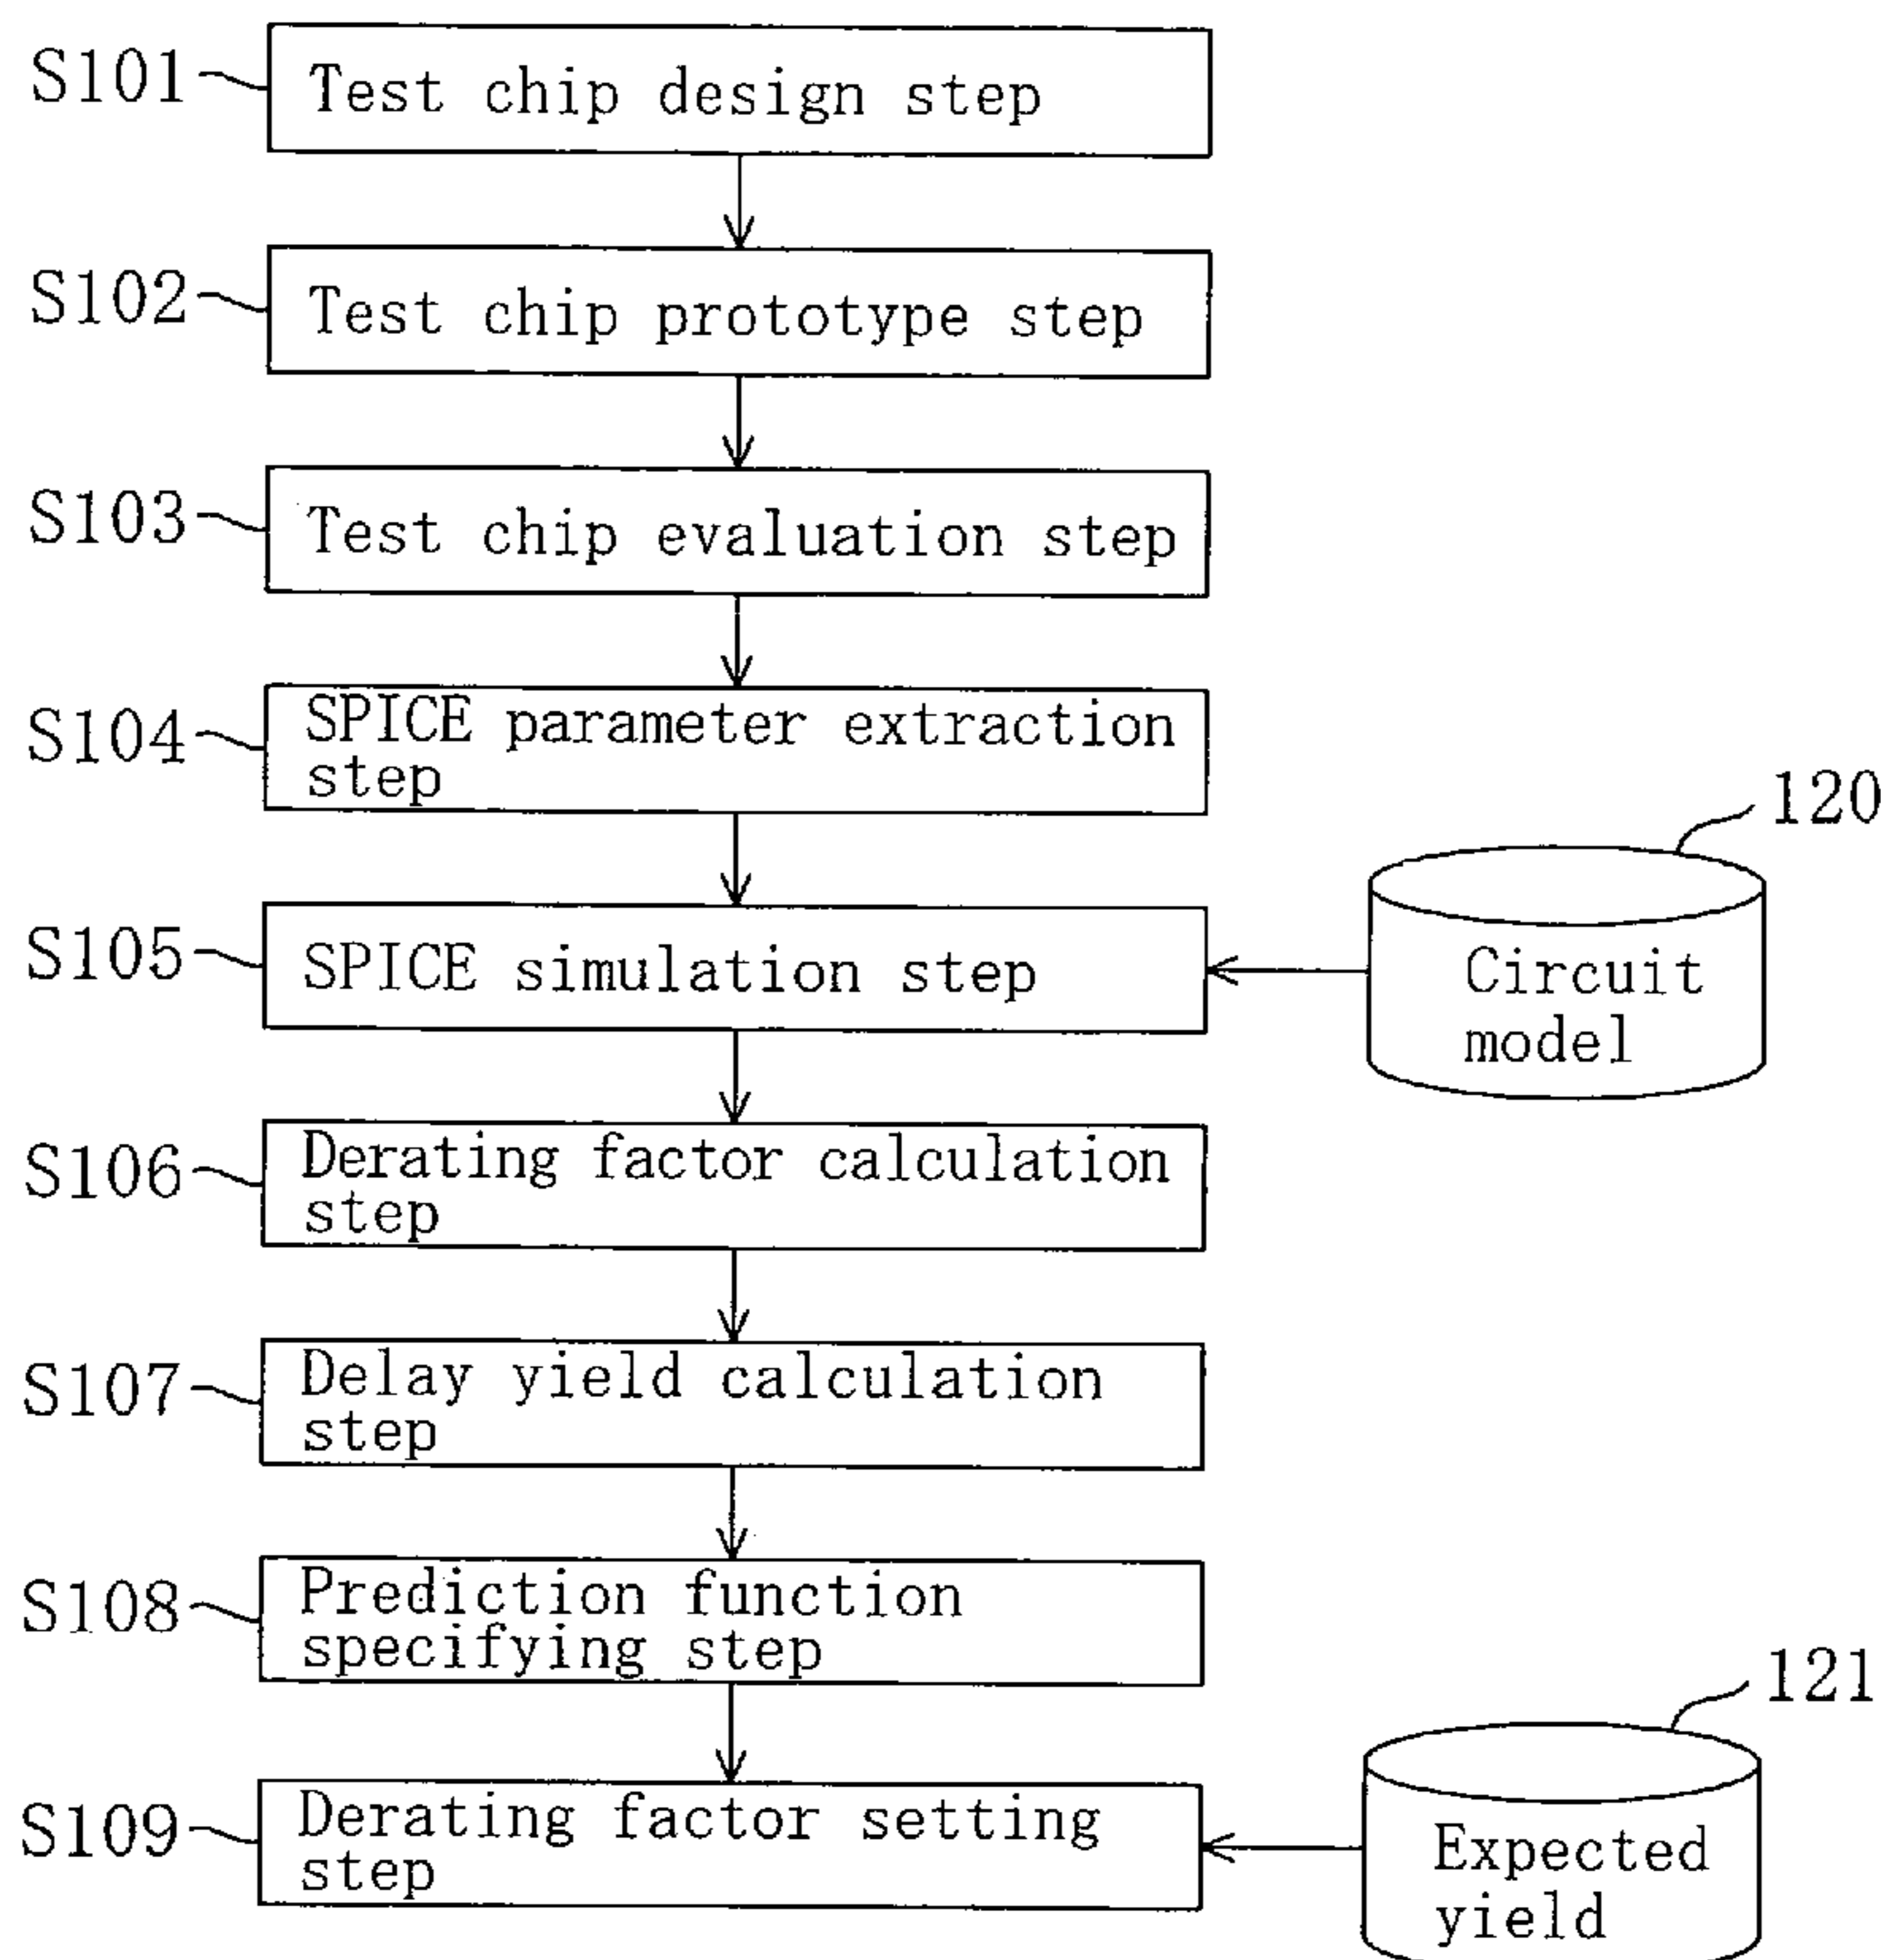 S101
Test chip design step
S102
Test chip prototype step
S103
Test chip evaluation step
S104
SPICE parameter extraction
step
120
S105
SPICE simulation step
Circuit
model
S106
Derating factor calculation
step
S107
Delay yield calculation
step
S108
Prediction function
specifying step
121
S109
Derating factor setting
step
Expected
yield